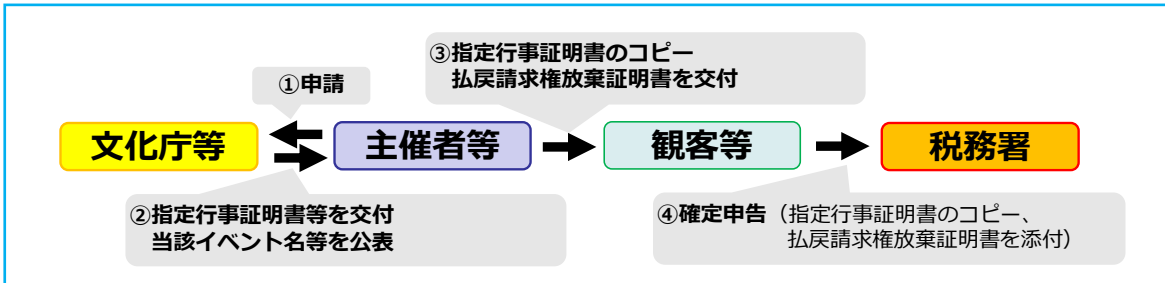 ③指定行事証明書のコピー
払戻請求権放棄証明書を交付
①申請
文化庁等
主催者等
観客等
税務署
②指定行事証明書等を交付
当該イベント名等を公表
④確定申告（指定行事証明書のコピー、
払戻請求権放棄証明書を添付）